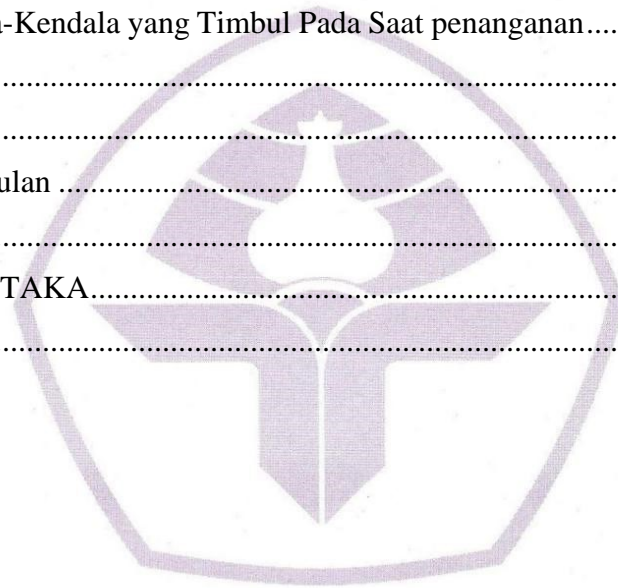 a-Kendala yang Timbul Pada Saat penanganan....
................................................................
................................................................
ulan ........................................................
................................................................
TAKA....................................................
................................................................